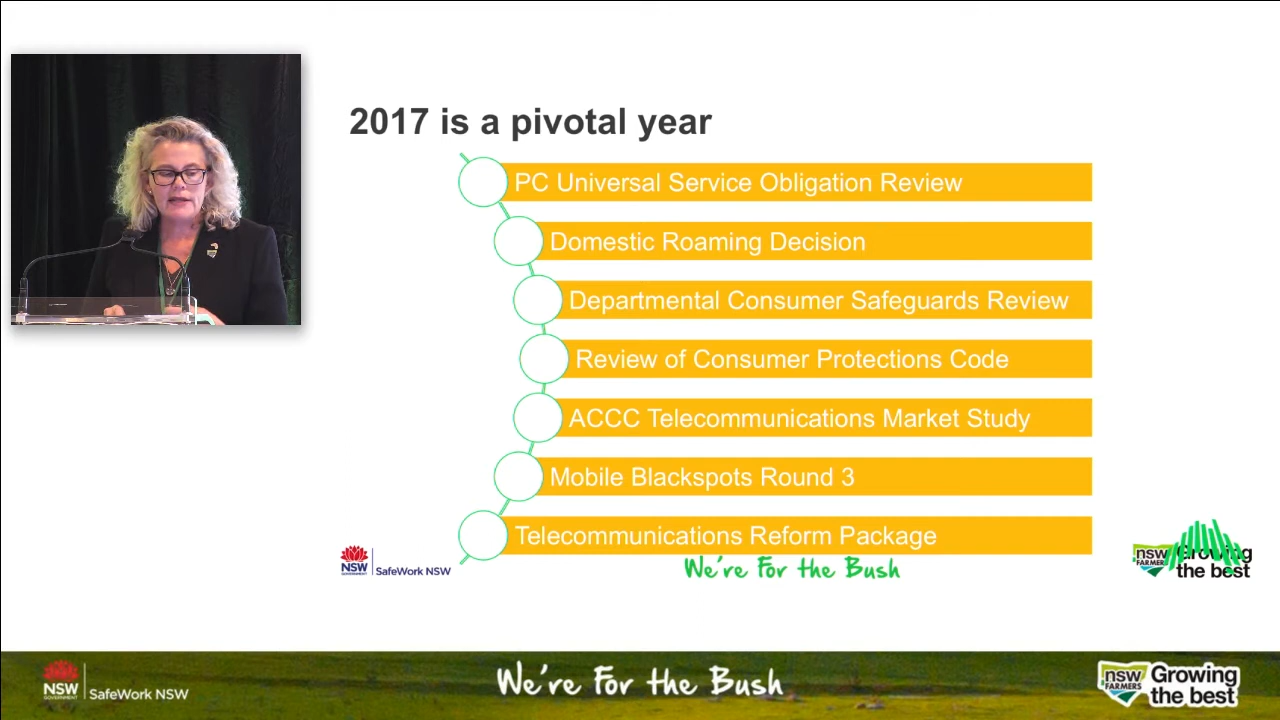 2017 is a pivotal year
PC Universal Service Obligation Review
Domestic Roaming Decision
Departmental Consumer Safeguards Review
Review of Consumer Protections Code
ACCC Telecommunications Market Study
Mobile Blackspots Round 3
Telecommunications Reform Package
NSW
GOVERNMENT
SafeWork NSW
We're For the Bush
nsw
FARMERS
Growing
the best
NSW
GOVERNMENT
SafeWork NSW
We're For the Bush
nsw
FARMERS
Growing
the best